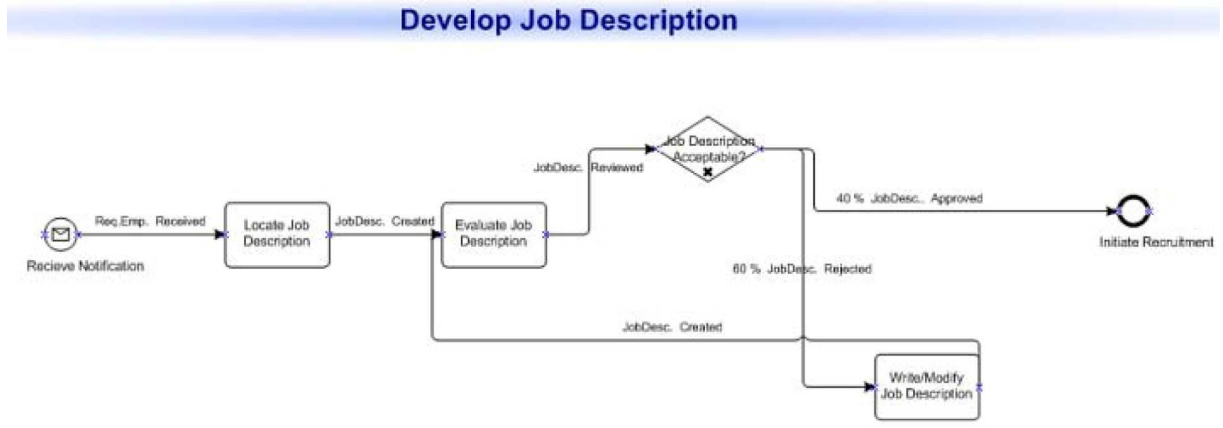 Develop Job Description
Job Description
Acceptable?
JobDesc. Reviewed
40 % JobDesc.. Approved
Req.Emp. Received
Locate Job
Description
JobDesc. Created
Evaluate Job
Description
Initiate Recruitment
Recieve Notification
60 % JobDesc. Rejected
JobDesc. Created
Write/Modify
Job Description